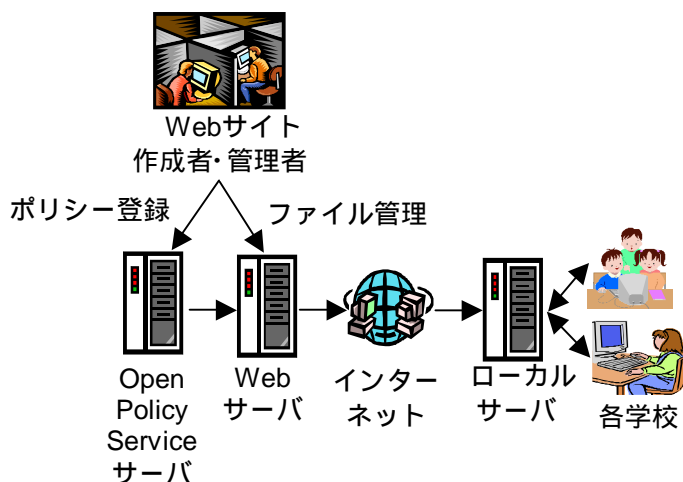 Webサイト
作成者・管理者
ポリシー登録
ファイル管理
Open
Policy
Service
サーバ
Web
サーバ
インター
ネット
ローカル
サーバ
各学校